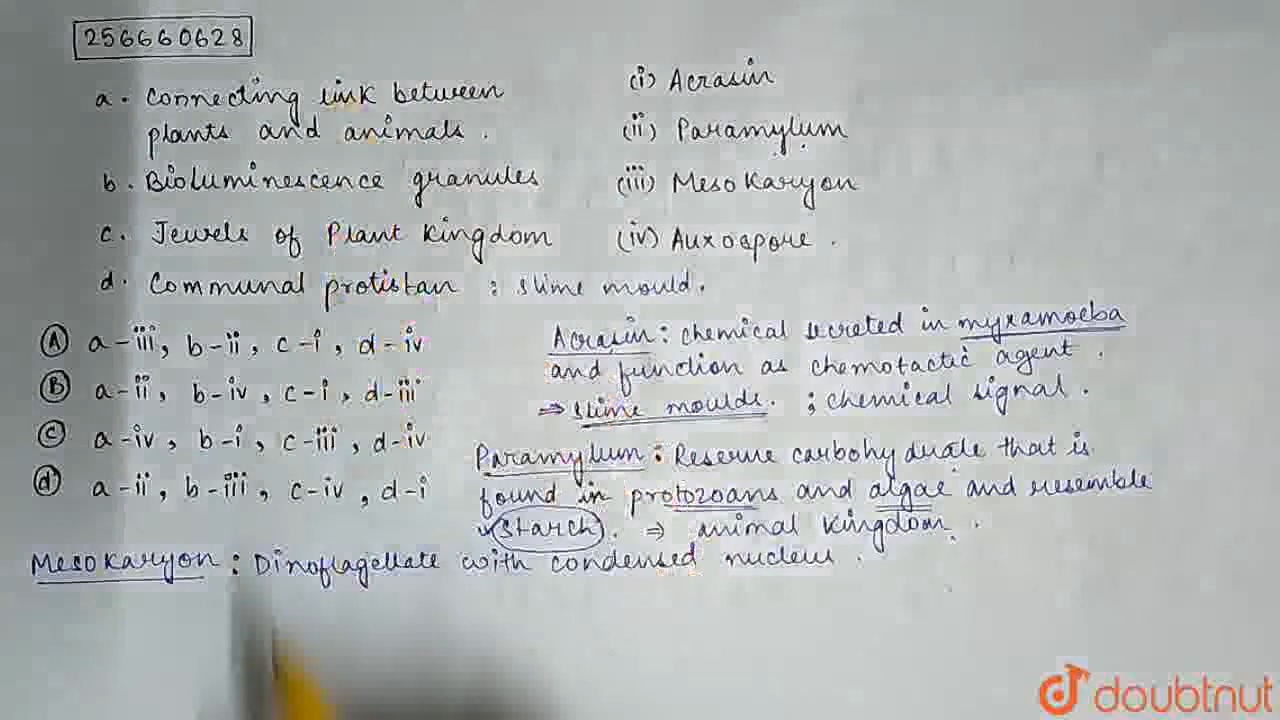 256660628
a. Connecting link between
plants and animals.
(i) Acrasin
(ii) Paramylum
b. Bioluminescence granules
(iii) Mesokaryon
c. Jewels of Plant Kingdom
(iv) Auxospore.
d. Communal protistan : slime mould.
(A) a-iii, b-ii, c-i, d-iv
(B) a-ii, b-iv, c-i, d-iii
(C) a-iv, b-i, c-iii, d-iv
(d) a-ii, b-iii, c-iv, d-i
Acrasin: chemical secreted in myxamoeba
and function as chemotactic agent.
⇒ slime moulds. ; chemical signal.
Paramylum: Reserve carbohydrate that is
found in protozoans and algae and resemble
starch. ⇒ animal kingdom.
Mesokaryon: Dinoflagellate with condensed nucleus.
doubtnut